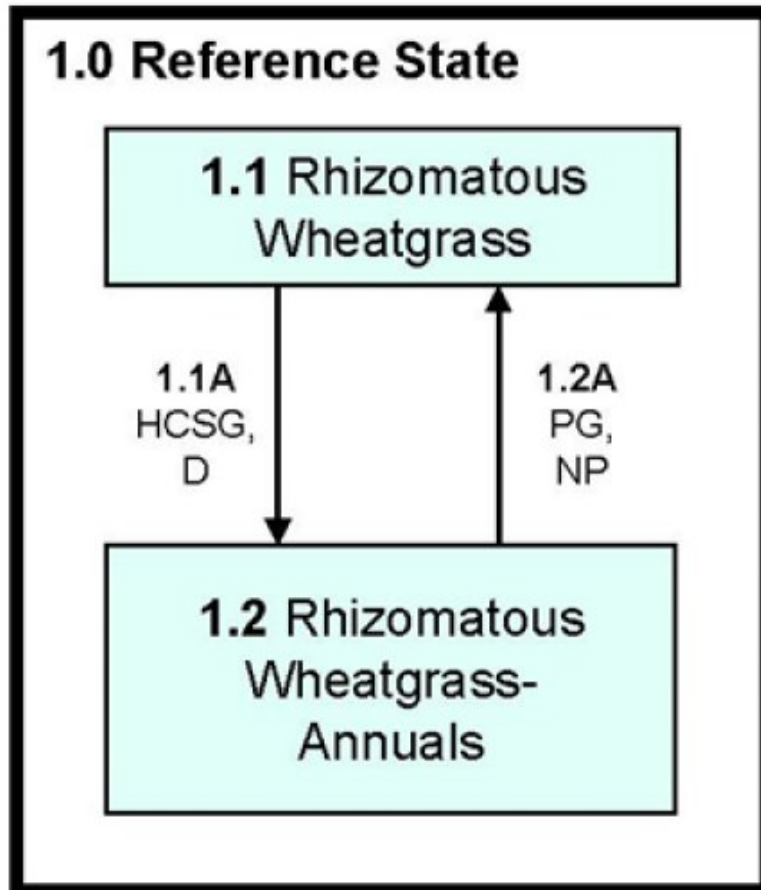 1.0 Reference State
1.1 Rhizomatous
Wheatgrass
1.1A
HCSG,
D
1.2A
PG,
NP
1.2 Rhizomatous
Wheatgrass-
Annuals